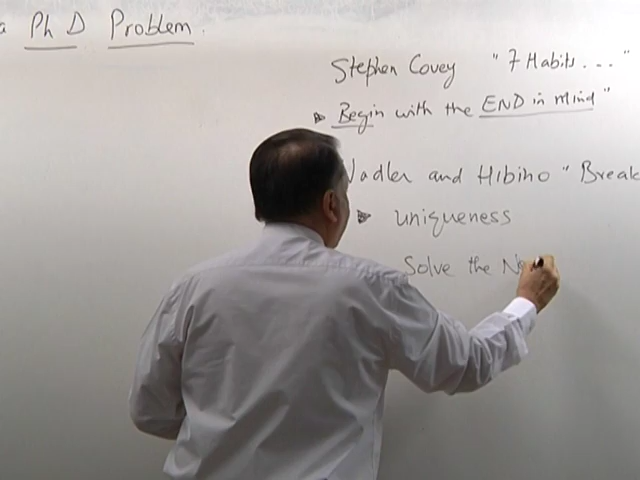 a Ph D Problem.
Stephen Covey "7 Habits..."
Begin with the END in mind"
Nadler and Hibino "Break
uniqueness
Solve the Ne